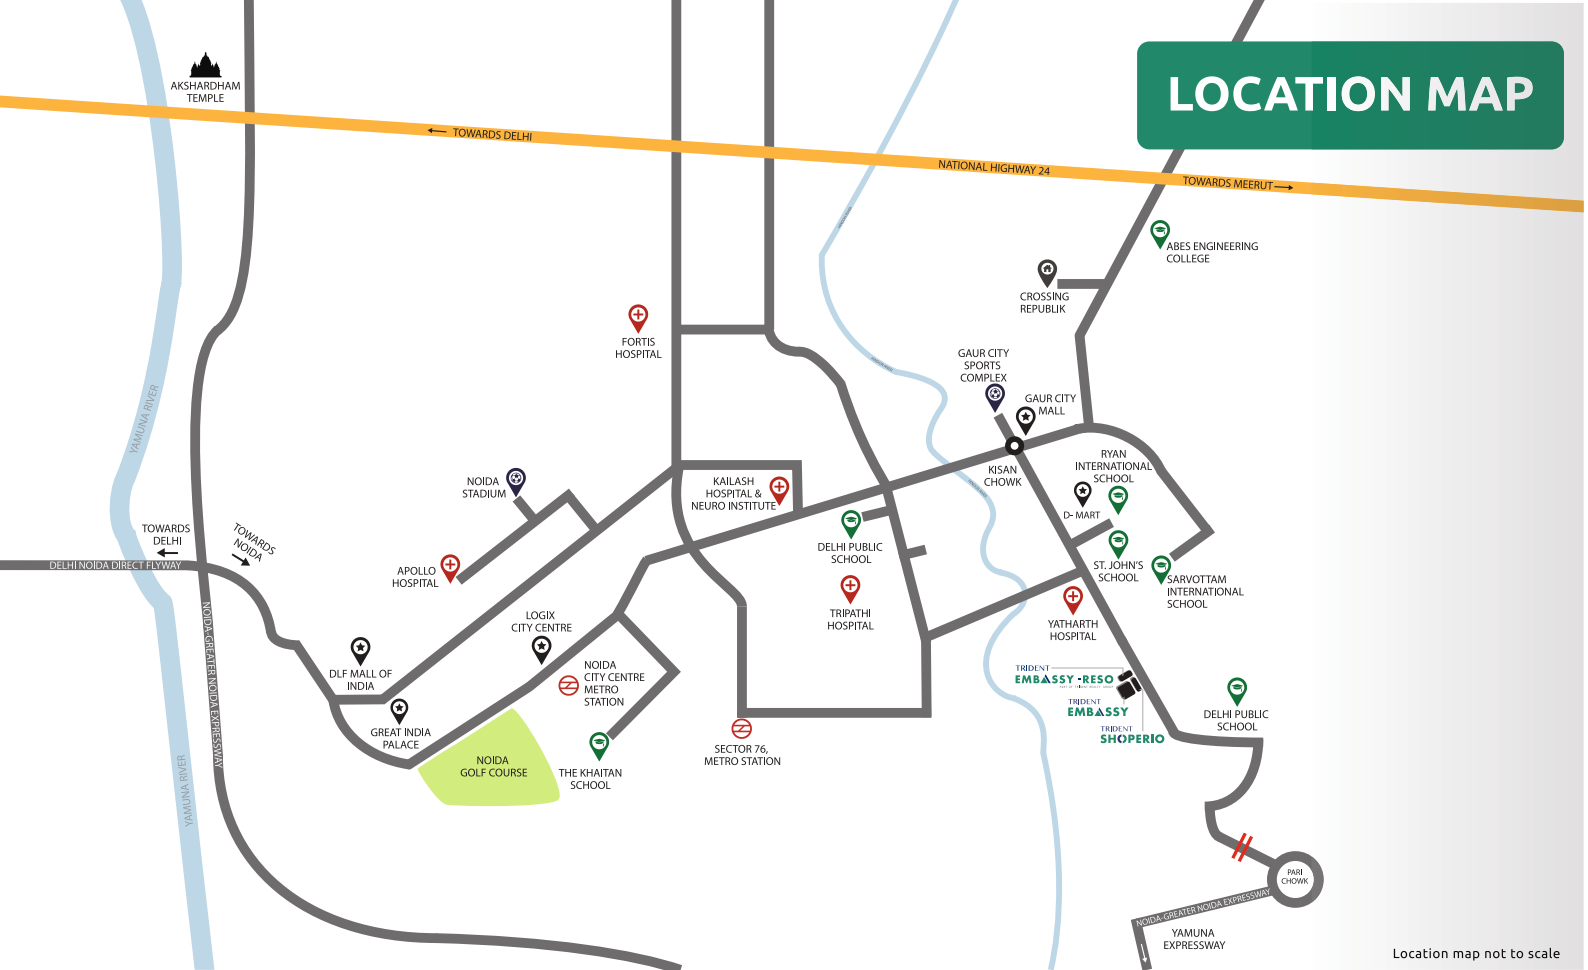 LOCATION MAP
AKSHARDHAM
TEMPLE
TOWARDS DELHI
NATIONAL HIGHWAY 24
TOWARDS MEERUT
ABES ENGINEERING
COLLEGE
CROSSING
REPUBLIK
FORTIS
HOSPITAL
GAUR CITY
SPORTS
COMPLEX
GAUR CITY
MALL
YAMUNA RIVER
KISAN
CHOWK
RYAN
INTERNATIONAL
SCHOOL
NOIDA
STADIUM
KAILASH
HOSPITAL &
NEURO INSTITUTE
D- MART
TOWARDS
DELHI
TOWARDS
NOIDA
DELHI NOIDA DIRECT FLYWAY
APOLLO
HOSPITAL
DELHI PUBLIC
SCHOOL
ST. JOHN'S
SCHOOL
SARVOTTAM
INTERNATIONAL
SCHOOL
TRIPATHI
HOSPITAL
YATHARTH
HOSPITAL
NOIDA-GREATER NOIDA EXPRESSWAY
LOGIX
CITY CENTRE
DLF MALL OF
INDIA
NOIDA
CITY CENTRE
METRO
STATION
TRIDENT
EMBASSY -RESO
TRIDENT
EMBASSY
TRIDENT
SHOPERIO
DELHI PUBLIC
SCHOOL
GREAT INDIA
PALACE
NOIDA
GOLF COURSE
THE KHAITAN
SCHOOL
SECTOR 76,
METRO STATION
YAMUNA RIVER
PARI
CHOWK
NOIDA-GREATER NOIDA EXPRESSWAY
YAMUNA
EXPRESSWAY
Location map not to scale